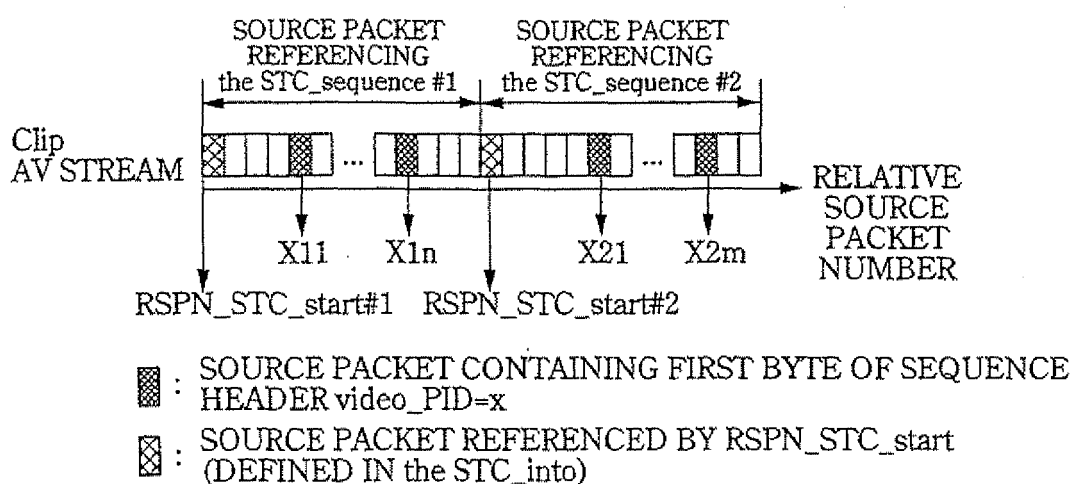 SOURCE PACKET
REFERENCING
the STC_sequence #1
SOURCE PACKET
REFERENCING
the STC_sequence #2
Clip
AV STREAM
...
...
RELATIVE
SOURCE
PACKET
NUMBER
X11
X1n
X21
X2m
RSPN_STC_start#1
RSPN_STC_start#2
: SOURCE PACKET CONTAINING FIRST BYTE OF SEQUENCE
HEADER video_PID=x
: SOURCE PACKET REFERENCED BY RSPN_STC_start
(DEFINED IN the STC_into)